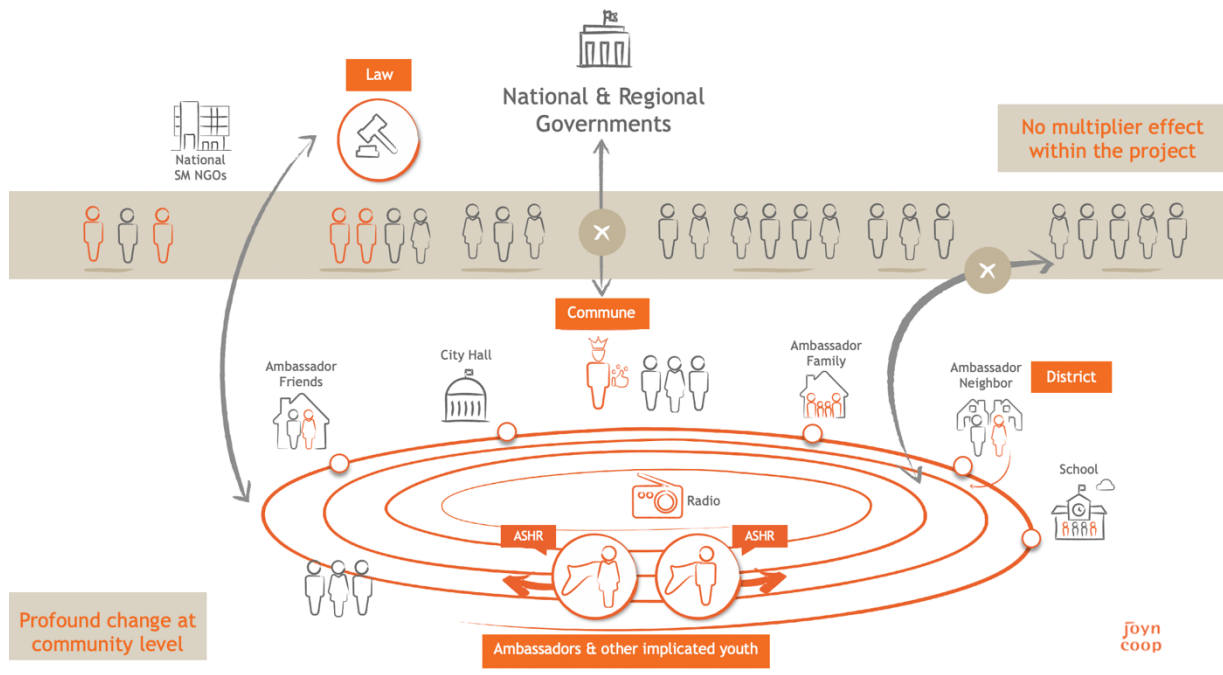 Law
National & Regional
Governments
No multiplier effect
within the project
National
SM NGOs
Commune
Ambassador
Friends
City Hall
Ambassador
Family
Ambassador
Neighbor
District
School
Radio
ASHR
ASHR
Profound change at
community level
Ambassadors & other implicated youth
joyn
coop